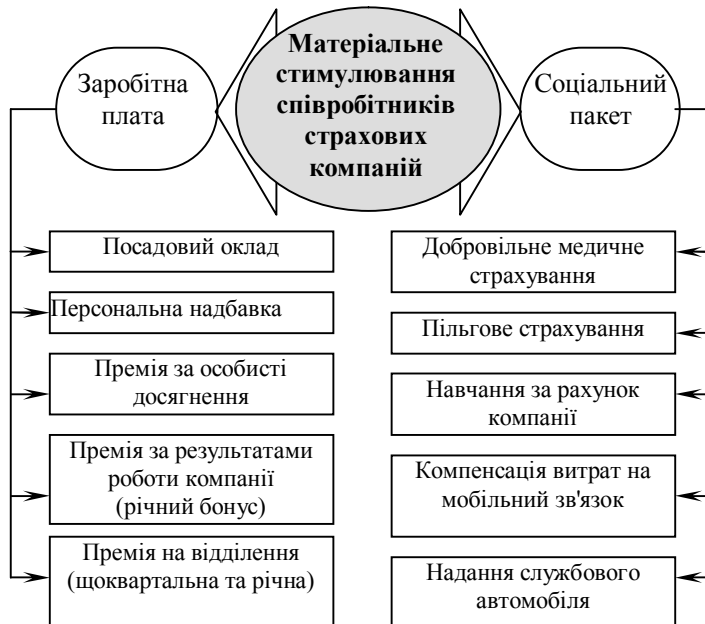 Матеріальне
стимулювання
співробітників
страхових
компаній
Заробітна
плата
Соціальний
пакет
Посадовий оклад
Персональна надбавка
Премія за особисті
досягнення
Премія за результатами
роботи компанії
(річний бонус)
Премія на відділення
(щоквартальна та річна)
Добровільне медичне
страхування
Пільгове страхування
Навчання за рахунок
компанії
Компенсація витрат на
мобільний зв'язок
Надання службового
автомобіля